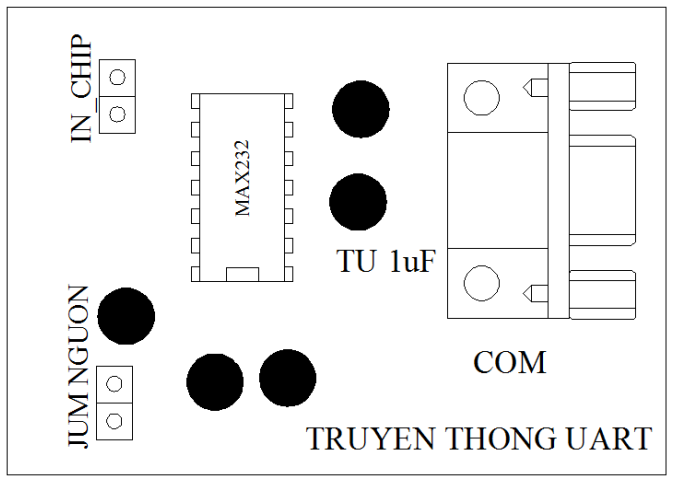 IN_CHIP
MAX232
TU 1uF
JUM NGUON
COM
TRUYEN THONG UART